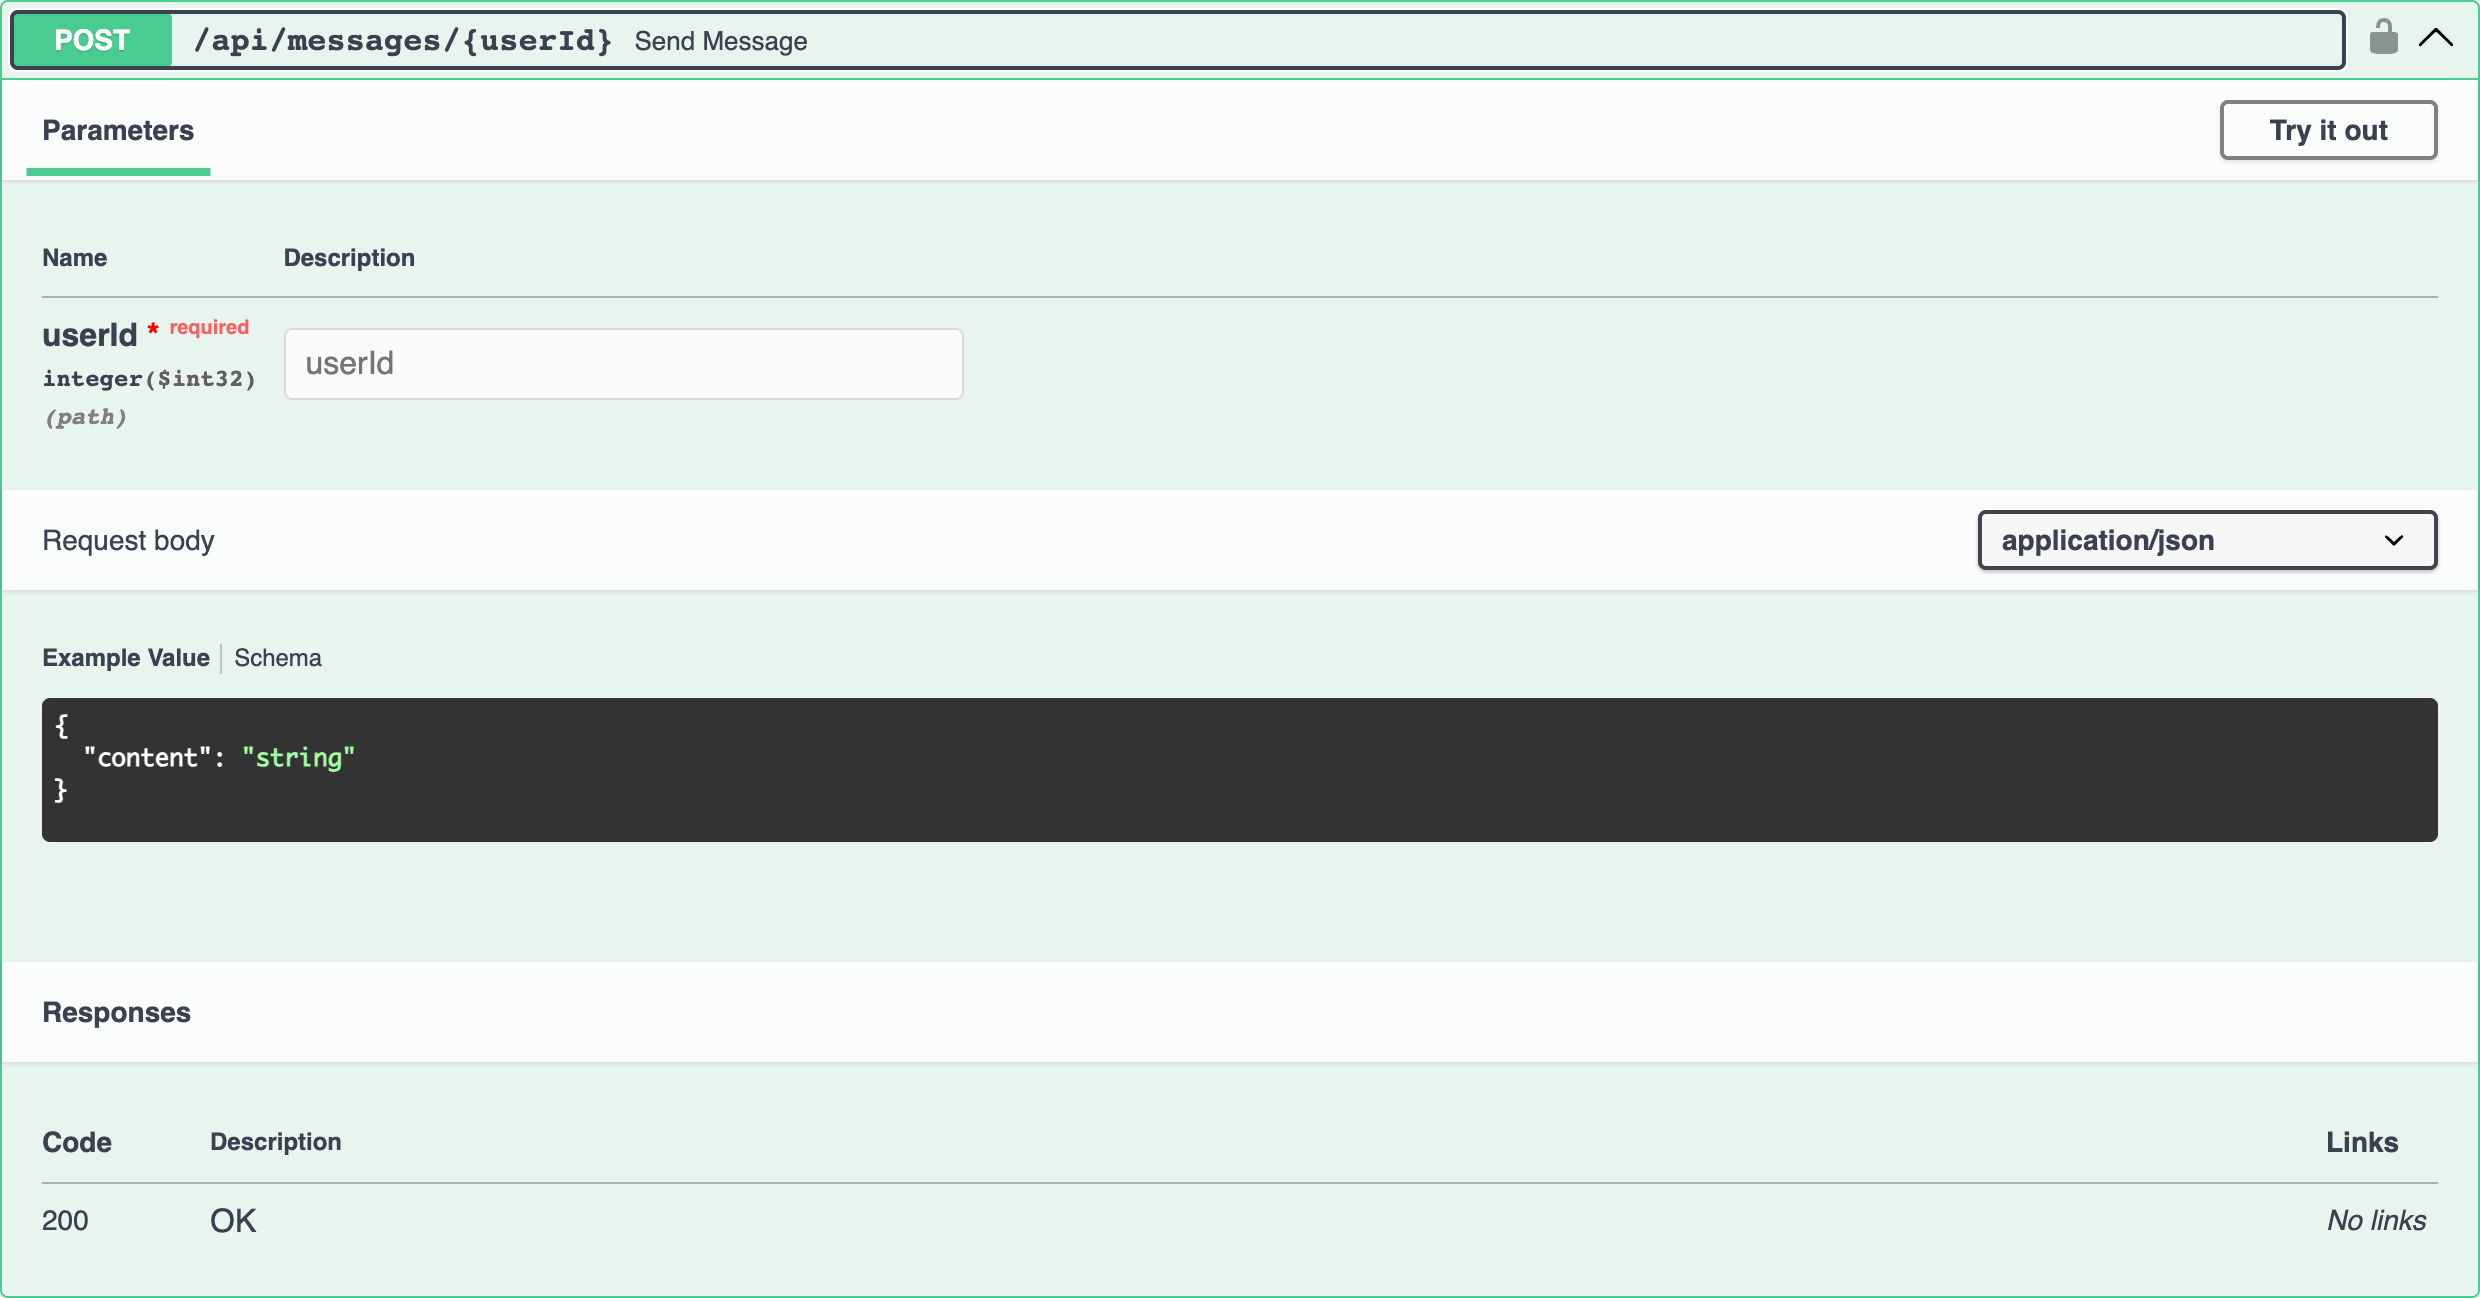 POST /api/messages/{userId} Send Message
Parameters
Try it out
Name Description
userId * required
integer($int32)
(path)
userId
Request body
application/json
Example Value Schema
{
  "content": "string"
}
Responses
Code Description Links
200 OK No links